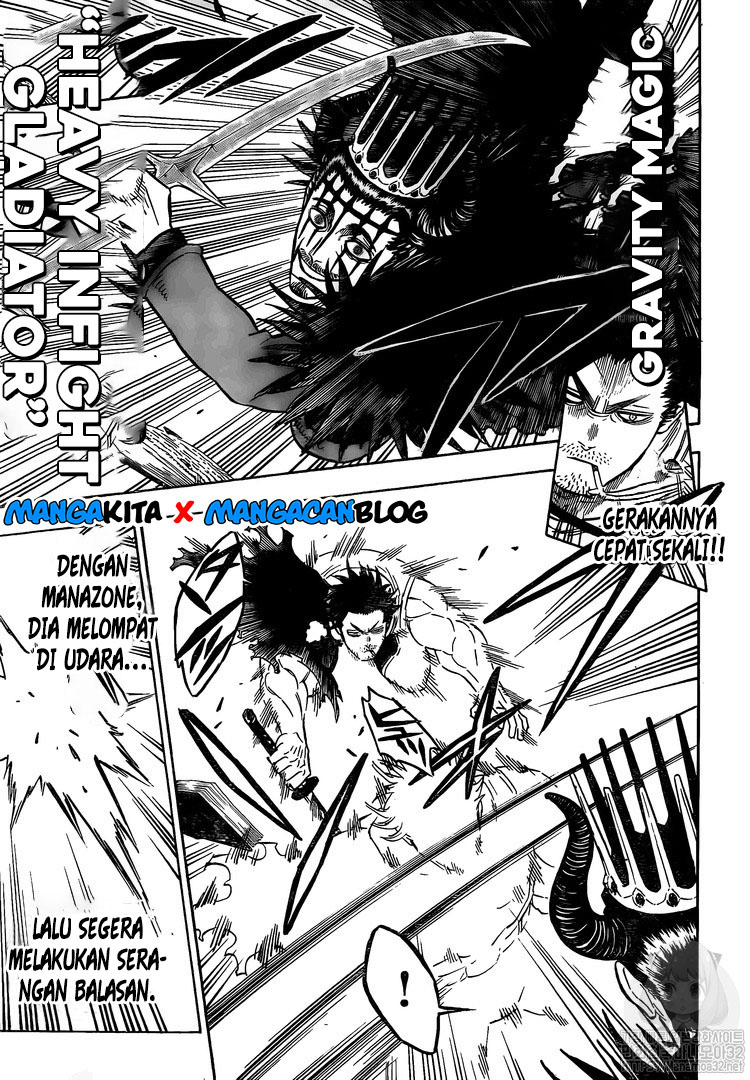 GRAVITY MAGIC
"HEAVY INFIGHT
GLADIATOR"
GERAKANNYA
CEPAT SEKALI!!
MANGAKITA-X-MANGACANBLOG
DENGAN
MANAZONE,
DIA MELOMPAT
DI UDARA....
!
LALU SEGERA
MELAKUKAN SERA-
NGAN BALASAN.